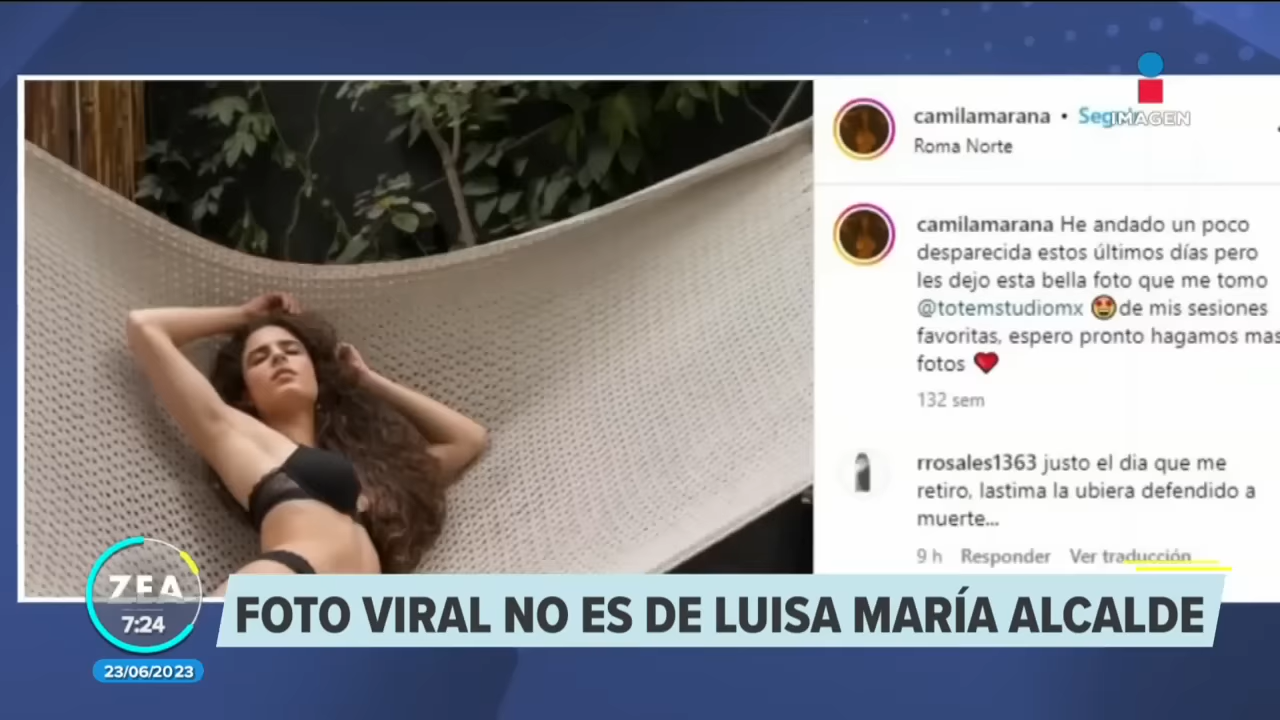 camilamarana • Seguir
IMAGEN
Roma Norte
camilamarana He andado un poco
desparecida estos últimos días pero
les dejo esta bella foto que me tomo
@totemstudiomx 🤩de mis sesiones
favoritas, espero pronto hagamos mas
fotos ❤️
132 sem
rrosales1363 justo el dia que me
retiro, lastima la ubiera defendido a
muerte...
9 h Responder Ver traducción
ZEA
7:24
23/06/2023
FOTO VIRAL NO ES DE LUISA MARÍA ALCALDE